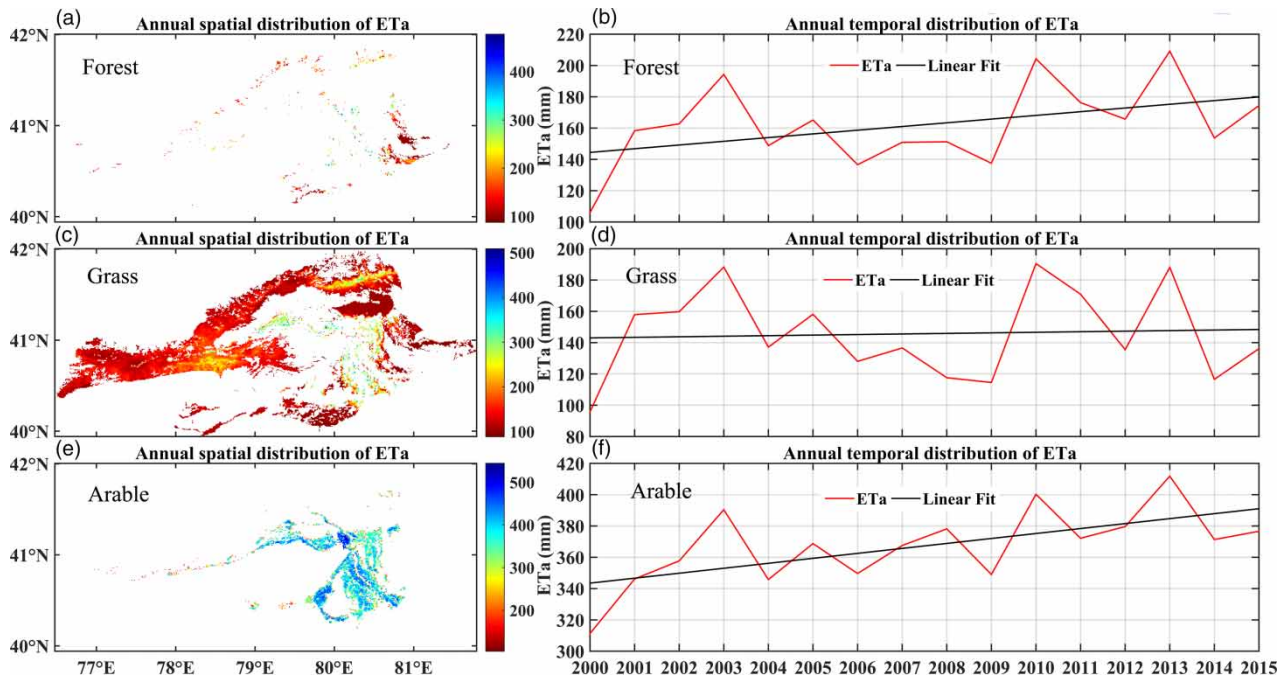 (a) Annual spatial distribution of ETa
42°N
Forest
41°N
40°N
400
300
200
100
(b) Annual temporal distribution of ETa
220
200
180
160
140
120
100
ETa (mm)
Forest
ETa Linear Fit
(c) Annual spatial distribution of ETa
42°N
Grass
41°N
40°N
500
400
300
200
100
(d) Annual temporal distribution of ETa
200
180
160
140
120
100
80
ETa (mm)
Grass
ETa Linear Fit
(e) Annual spatial distribution of ETa
42°N
Arable
41°N
40°N
77°E 78°E 79°E 80°E 81°E
500
400
300
200
(f) Annual temporal distribution of ETa
420
400
380
360
340
320
300
ETa (mm)
Arable
ETa Linear Fit
2000 2001 2002 2003 2004 2005 2006 2007 2008 2009 2010 2011 2012 2013 2014 2015